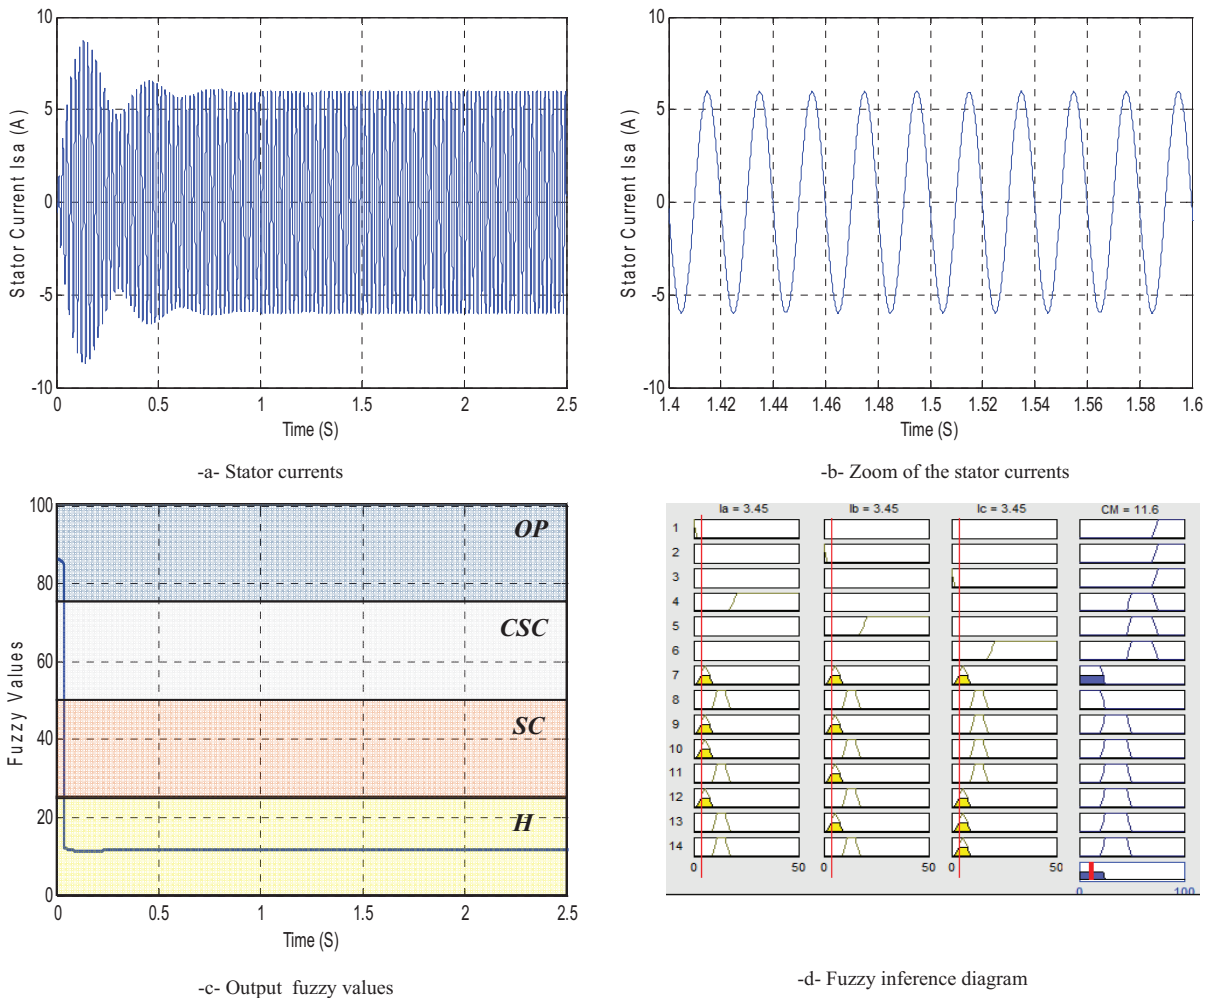 10
5
0
-5
-10
Stator Current Isa (A)
0 0.5 1 1.5 2 2.5
Time (S)
-a- Stator currents
10
5
0
-5
-10
Stator Current Isa (A)
1.4 1.42 1.44 1.46 1.48 1.5 1.52 1.54 1.56 1.58 1.6
Time (S)
-b- Zoom of the stator currents
100
80
60
40
20
0
Fuzzy Values
OP
CSC
SC
H
0 0.5 1 1.5 2 2.5
Time (S)
-c- Output fuzzy values
Ia = 3.45 Ib = 3.45 Ic = 3.45 CM = 11.6
1
2
3
4
5
6
7
8
9
10
11
12
13
14
0 50 0 50 0 50
0 100
-d- Fuzzy inference diagram